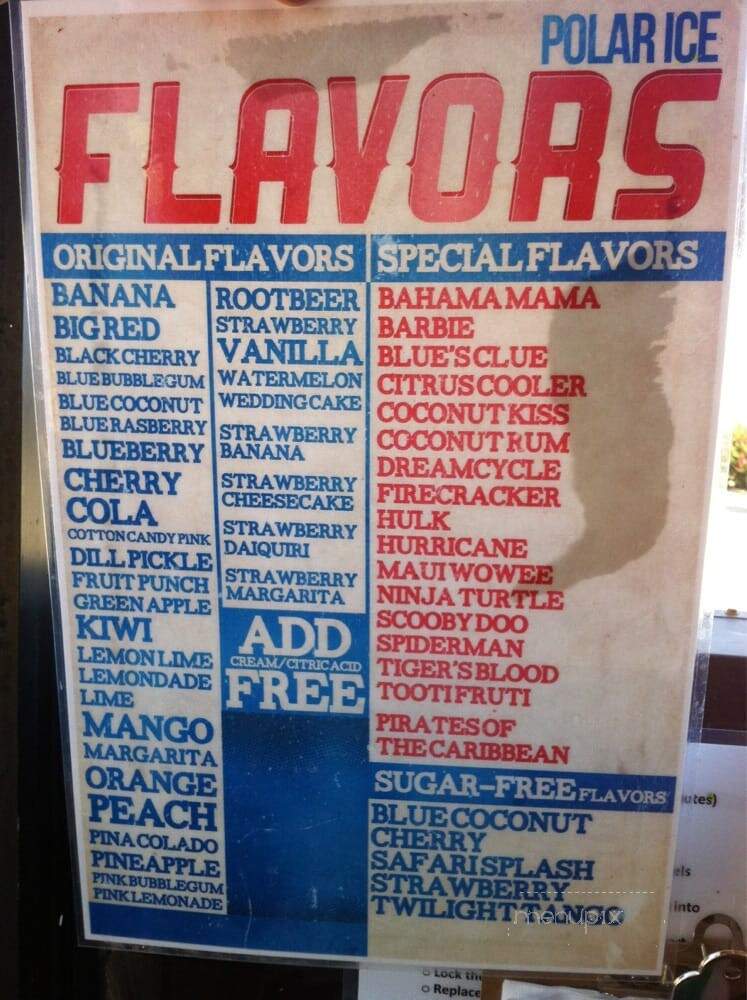 POLAR ICE
FLAVORS
ORIGINAL FLAVORS
BANANA
BIG RED
BLACK CHERRY
BLUE BUBBLEGUM
BLUE COCONUT
BLUE RASBERRY
BLUEBERRY
CHERRY
COLA
COTTON CANDY PINK
DILL PICKLE
FRUIT PUNCH
GREEN APPLE
KIWI
LEMON LIME
LEMONDADE
LIME
MANGO
MARGARITA
ORANGE
PEACH
PINA COLADO
PINEAPPLE
PINK BUBBLEGUM
PINK LEMONADE
ROOTBEER
STRAWBERRY
VANILLA
WATERMELON
WEDDING CAKE
STRAWBERRY
BANANA
STRAWBERRY
CHEESECAKE
STRAWBERRY
DAIQUIRI
STRAWBERRY
MARGARITA
ADD
CREAM/CITRIC ACID
FREE
SPECIAL FLAVORS
BAHAMA MAMA
BARBIE
BLUE'S CLUE
CITRUS COOLER
COCONUT KISS
COCONUT RUM
DREAMCYCLE
FIRECRACKER
HULK
HURRICANE
MAUI WOWEE
NINJA TURTLE
SCOOBY DOO
SPIDERMAN
TIGER'S BLOOD
TOOTI FRUTI
PIRATES OF
THE CARIBBEAN
SUGAR-FREE FLAVORS
BLUE COCONUT
CHERRY
SAFARI SPLASH
STRAWBERRY
TWILIGHT TANGO
menupix
utes)
els
into
o Lock the
o Replace